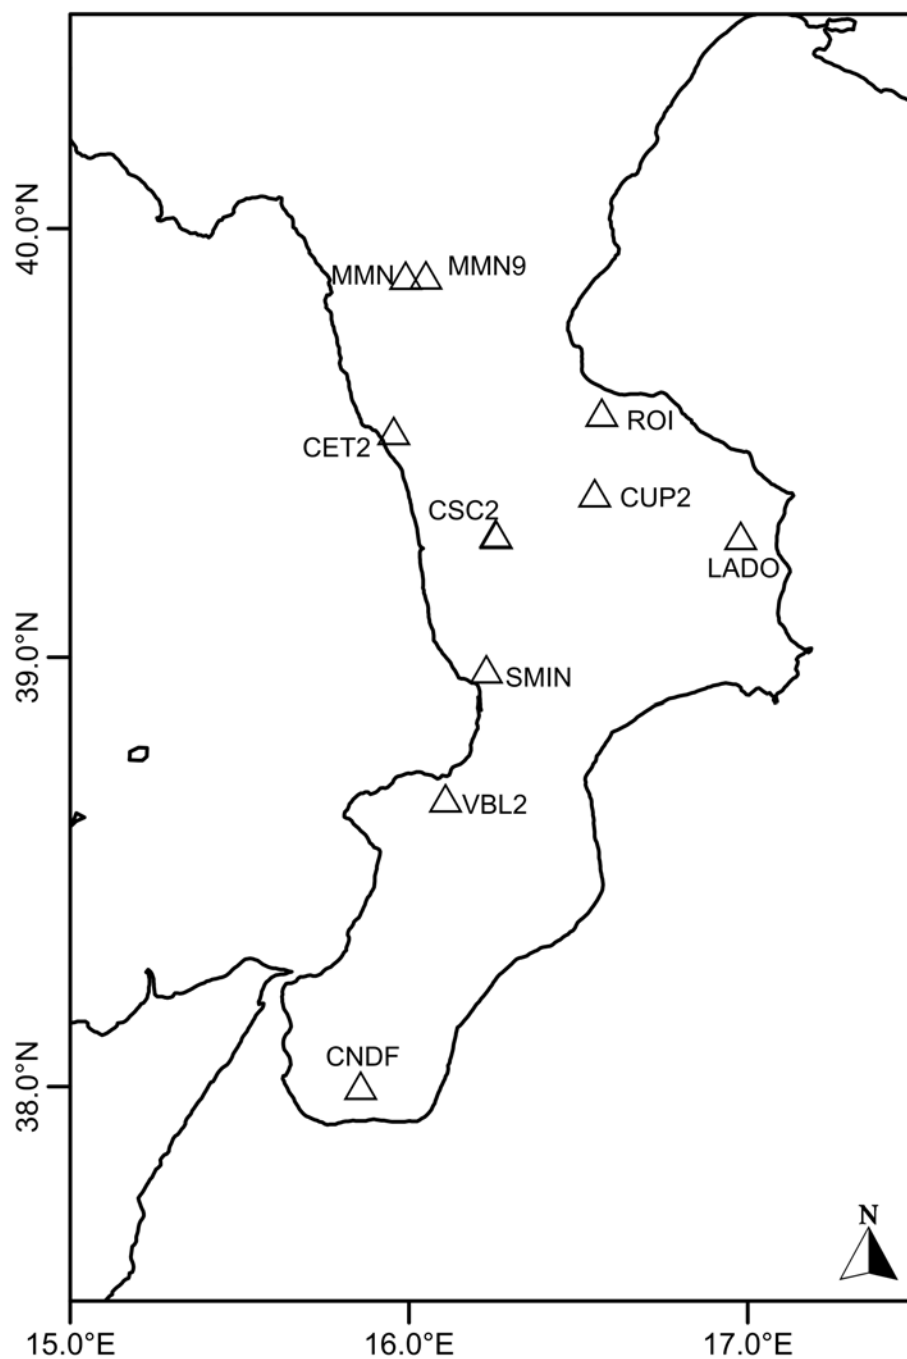 40.0°N
MMN
MMN9
ROI
CET2
CUP2
CSC2
LADO
39.0°N
SMIN
VBL2
CNDF
38.0°N
N
15.0°E
16.0°E
17.0°E